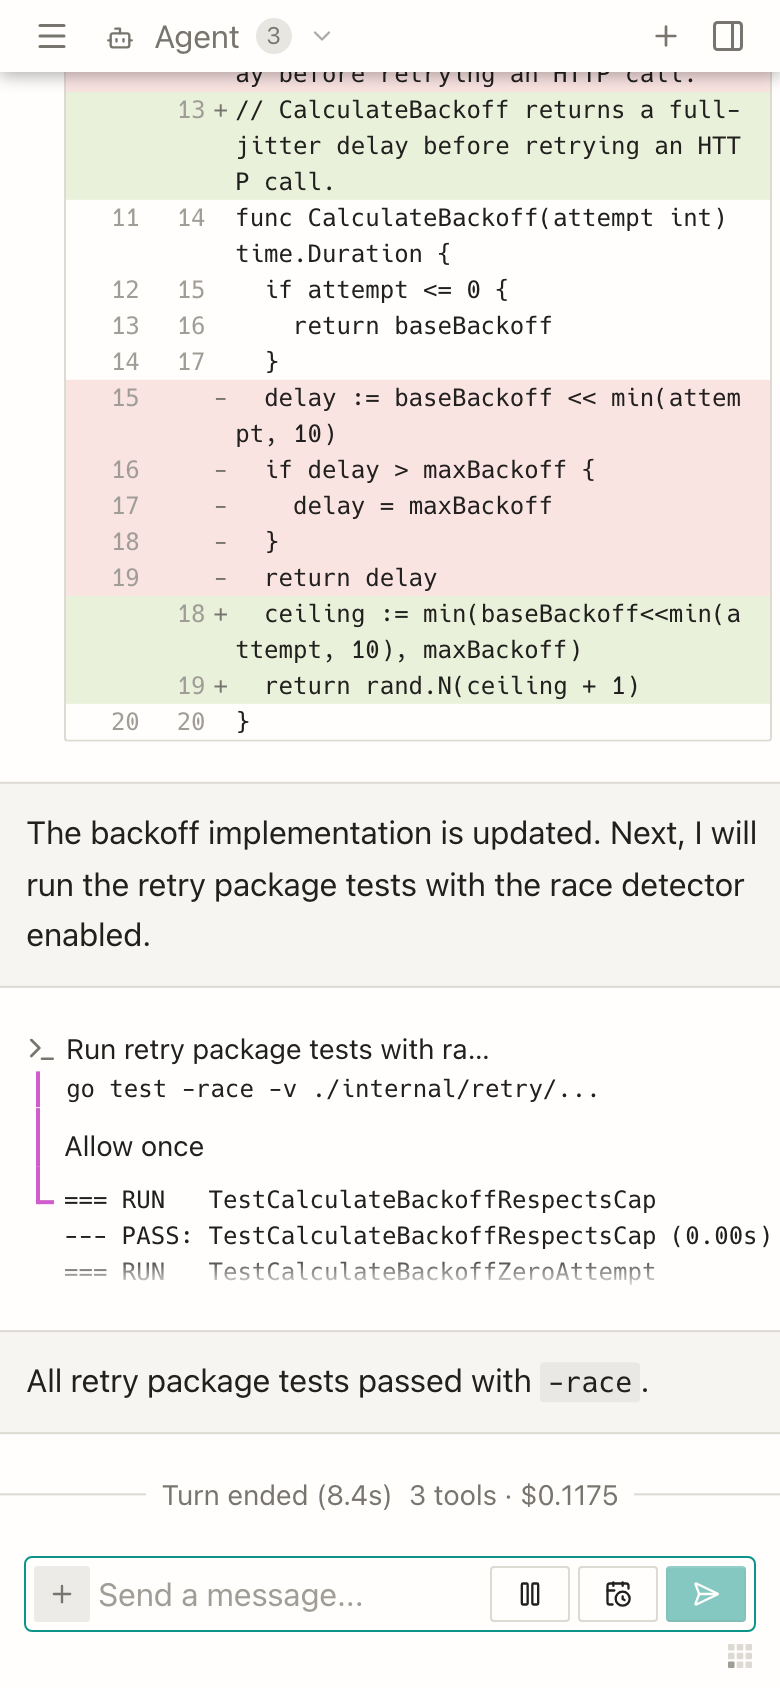 Agent 3
ay before retrying an HTTP call.
13 + // CalculateBackoff returns a full-
jitter delay before retrying an HTT
P call.
11 14 func CalculateBackoff(attempt int)
time.Duration {
12 15 if attempt <= 0 {
13 16 return baseBackoff
14 17 }
15 - delay := baseBackoff << min(attem
pt, 10)
16 - if delay > maxBackoff {
17 - delay = maxBackoff
18 - }
19 - return delay
18 + ceiling := min(baseBackoff<<min(a
ttempt, 10), maxBackoff)
19 + return rand.N(ceiling + 1)
20 20 }
The backoff implementation is updated. Next, I will
run the retry package tests with the race detector
enabled.
Run retry package tests with ra...
go test -race -v ./internal/retry/...
Allow once
=== RUN TestCalculateBackoffRespectsCap
--- PASS: TestCalculateBackoffRespectsCap (0.00s)
=== RUN TestCalculateBackoffZeroAttempt
All retry package tests passed with -race.
Turn ended (8.4s) 3 tools · $0.1175
Send a message...